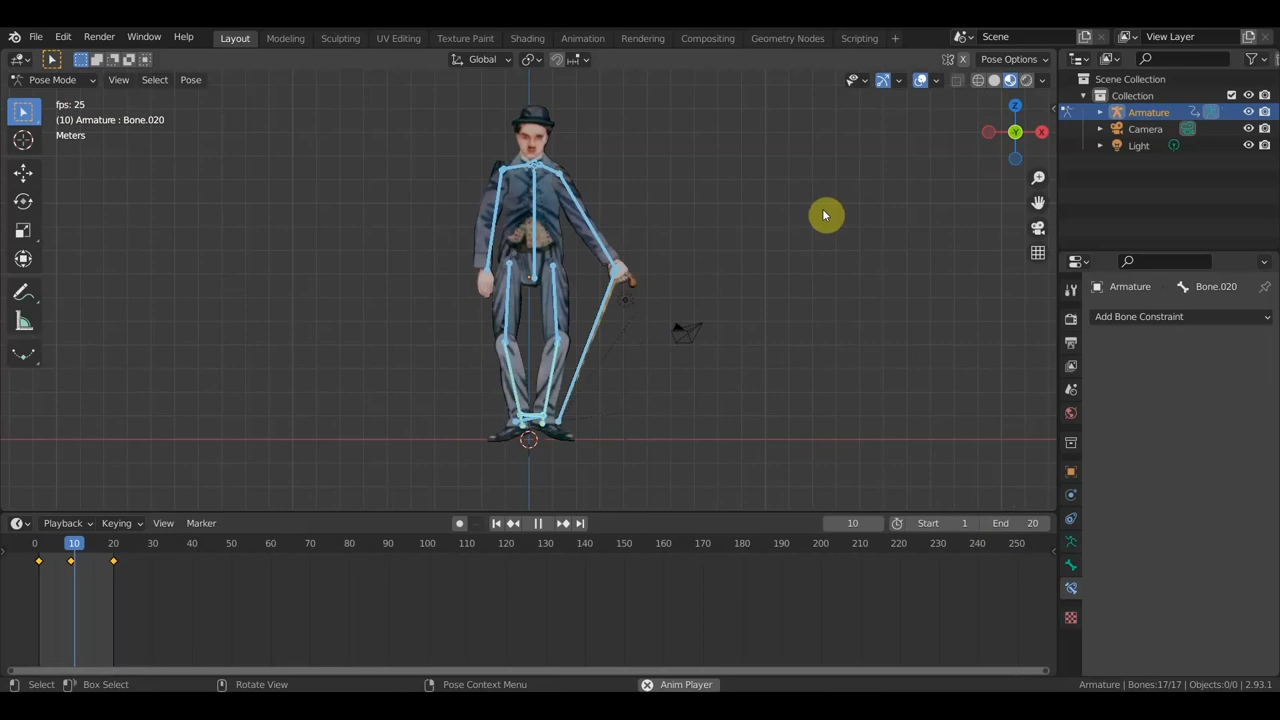 File Edit Render Window Help Layout Modeling Sculpting UV Editing Texture Paint Shading Animation Rendering Compositing Geometry Nodes Scripting + Scene View Layer
Global Pose Options
Pose Mode View Select Pose
fps: 25
(10) Armature : Bone.020
Meters
Z
-Y
X
Scene Collection
Collection
Armature
Camera
Light
Armature Bone.020
Add Bone Constraint
Playback Keying View Marker 10 Start 1 End 20
0 10 20 30 40 50 60 70 80 90 100 110 120 130 140 150 160 170 180 190 200 210 220 230 240 250
Select Box Select Rotate View Pose Context Menu Anim Player Armature | Bones:17/17 | Objects:0/0 | 2.93.1